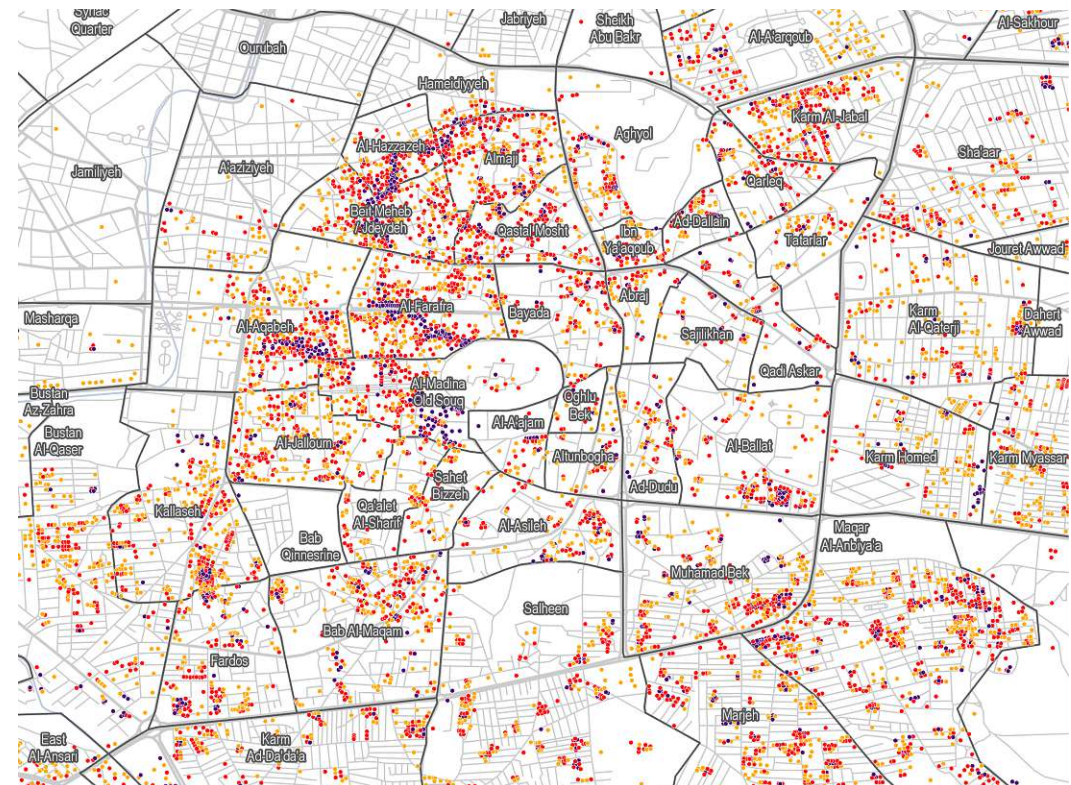 Syriac
Quarter
Jabriyeh
Sheikh
Abu Bakr
Al-Sakhour
Ourubah
Al-A'arqoub
Hameidiyyeh
Karm Al-Jabal
Aghyol
Al-Hazzazeh
Almaji
Sha'aar
Jamiliyeh
A'aziziyeh
Qarleq
Beit Meheb
/ Jdeydeh
Qastal Mosht
Ibn
Ya'aqoub
Ad-Dallain
Tatarlar
Jouret Awwad
Abraj
Al-Farafra
Bayada
Masharqa
Al-Aqabeh
Sajlikhan
Karm
Al-Qaterji
Dahert
Awwad
Qadi Askar
Bustan
Az-Zahra
Al-Madina
Old Souq
Oghlu
Bek
Al-A'ajam
Bustan
Al-Qaser
Al-Jalloum
Al-Ballat
Altunbogha
Karm Homed
Karm Myassar
Sahet
Bizzeh
Ad-Dudu
Kallaseh
Qa'alet
Al-Sharif
Al-Asileh
Bab
Qinnesrine
Maqar
Al-Anbiya'a
Muhamad Bek
Salheen
Bab Al-Maqam
Fardos
Marjeh
East
Al-Ansari
Karm
Ad-Da'da'a